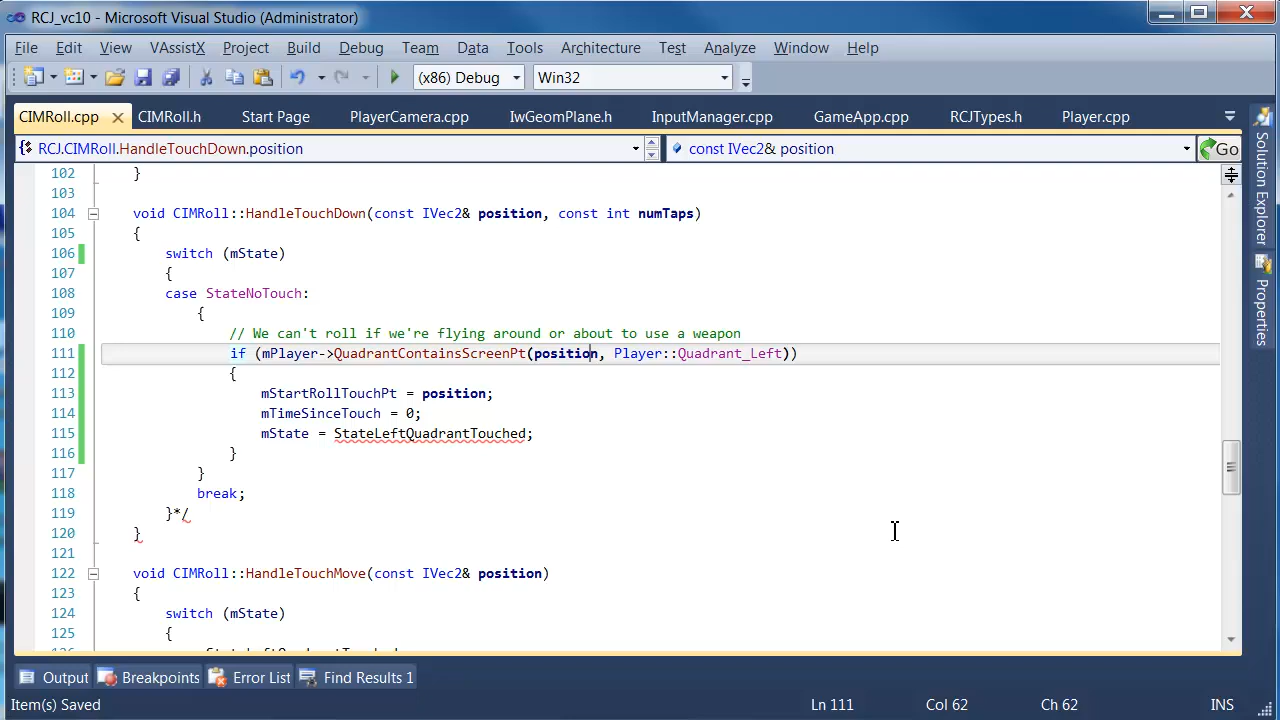 RCJ_vc10 - Microsoft Visual Studio (Administrator)
File Edit View VAssistX Project Build Debug Team Data Tools Architecture Test Analyze Window Help
(x86) Debug Win32
CIMRoll.cpp CIMRoll.h Start Page PlayerCamera.cpp IwGeomPlane.h InputManager.cpp GameApp.cpp RCJTypes.h Player.cpp
RCJ.CIMRoll.HandleTouchDown.position const IVec2& position Go
102 }
103
104 void CIMRoll::HandleTouchDown(const IVec2& position, const int numTaps)
105 {
106 switch (mState)
107 {
108 case StateNoTouch:
109 {
110 // We can't roll if we're flying around or about to use a weapon
111 if (mPlayer->QuadrantContainsScreenPt(position, Player::Quadrant_Left))
112 {
113 mStartRollTouchPt = position;
114 mTimeSinceTouch = 0;
115 mState = StateLeftQuadrantTouched;
116 }
117 }
118 break;
119 }*/
120 }
121
122 void CIMRoll::HandleTouchMove(const IVec2& position)
123 {
124 switch (mState)
125 {
Solution Explorer
Properties
Output Breakpoints Error List Find Results 1
Item(s) Saved Ln 111 Col 62 Ch 62 INS